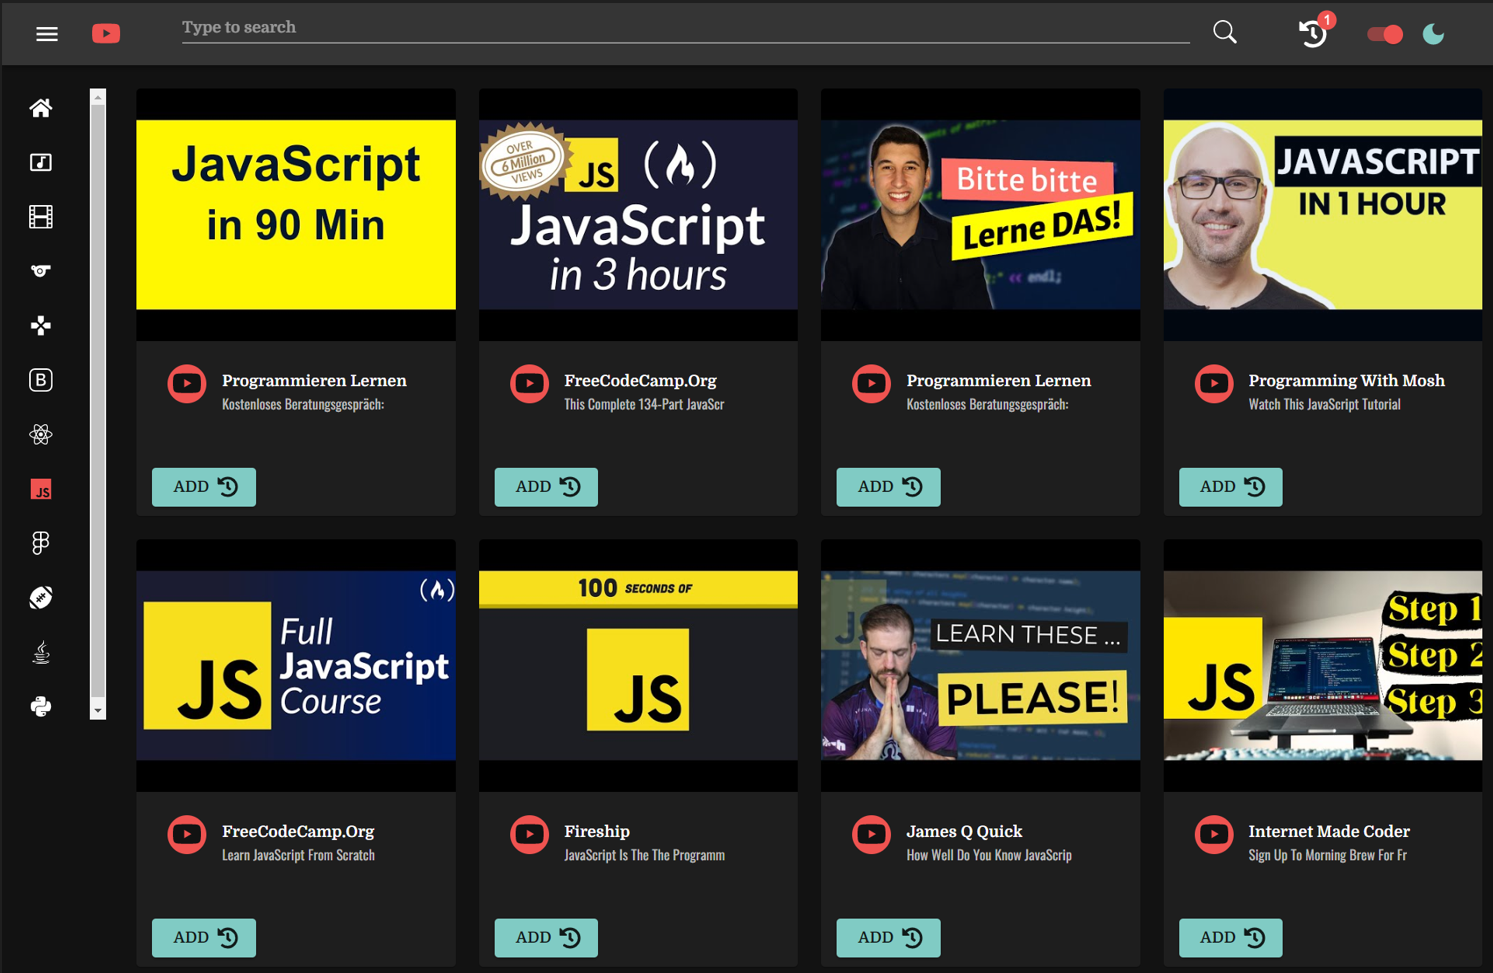 Type to search
1
JavaScript
in 90 Min
Programmieren Lernen
Kostenloses Beratungsgespräch:
ADD
OVER
6 Million
VIEWS
JS
JavaScript
in 3 hours
FreeCodeCamp.Org
This Complete 134-Part JavaScr
ADD
Bitte bitte
Lerne DAS!
<< endl;
Programmieren Lernen
Kostenloses Beratungsgespräch:
ADD
JAVASCRIPT
IN 1 HOUR
Programming With Mosh
Watch This JavaScript Tutorial
ADD
B
JS
JS
Full
JavaScript
Course
FreeCodeCamp.Org
Learn JavaScript From Scratch
ADD
100 SECONDS OF
JS
Fireship
JavaScript Is The The Programm
ADD
LEARN THESE ...
PLEASE!
James Q Quick
How Well Do You Know JavaScrip
ADD
JS
Step 1
Step 2
Step 3
Internet Made Coder
Sign Up To Morning Brew For Fr
ADD